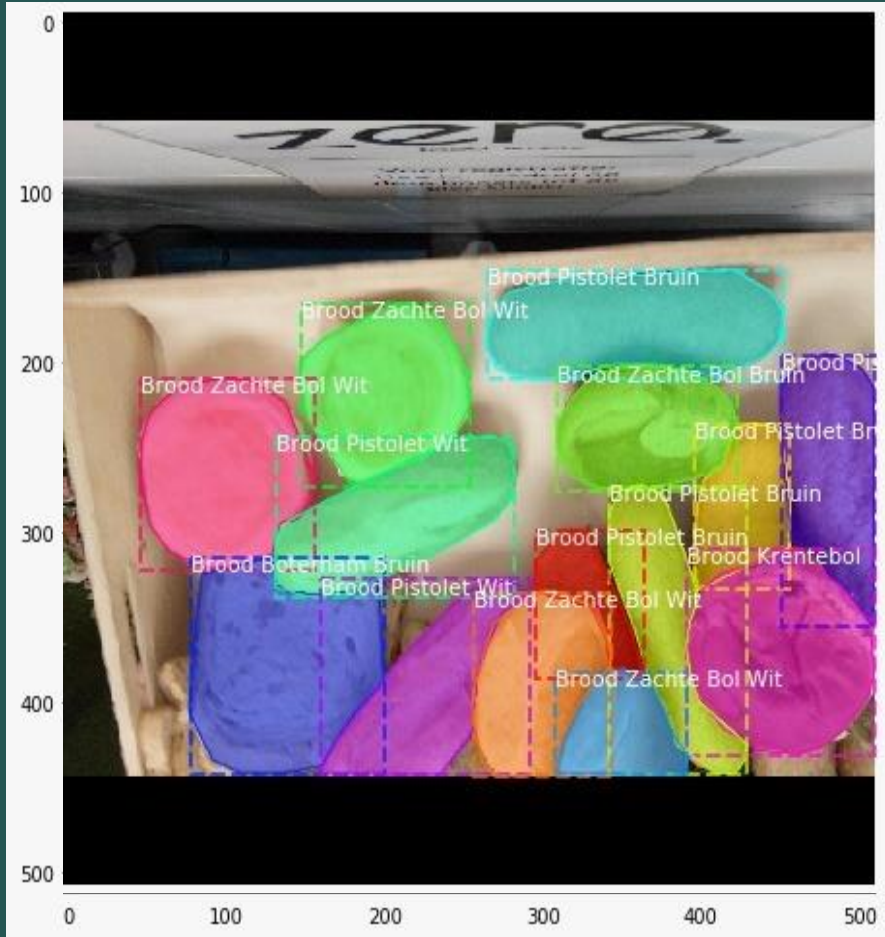 0
zero.
100
Brood Pistolet Bruin
Brood Zachte Bol Wit
200
Brood Pis
Brood Zachte Bol Bruin
Brood Zachte Bol Wit
Brood Pistolet Br
Brood Pistolet Wit
Brood Pistolet Bruin
300
Brood Pistolet Bruin
Brood Krentebol
Brood Boterham Bruin
Brood Pistolet Wit
Brood Zachte Bol Wit
Brood Zachte Bol Wit
400
500
0 100 200 300 400 500